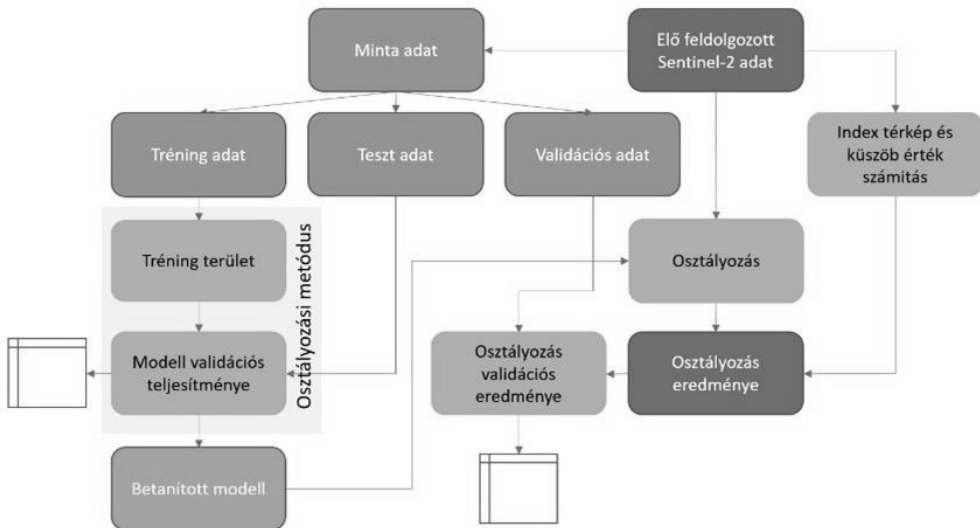 Minta adat
Elő feldolgozott
Sentinel-2 adat
Tréning adat
Teszt adat
Validációs adat
Index térkép és
küszöb érték
számítás
Tréning terület
Osztályozási metódus
Osztályozás
Modell validációs
teljesítménye
Osztályozás
validációs
eredménye
Osztályozás
eredménye
Betanított modell